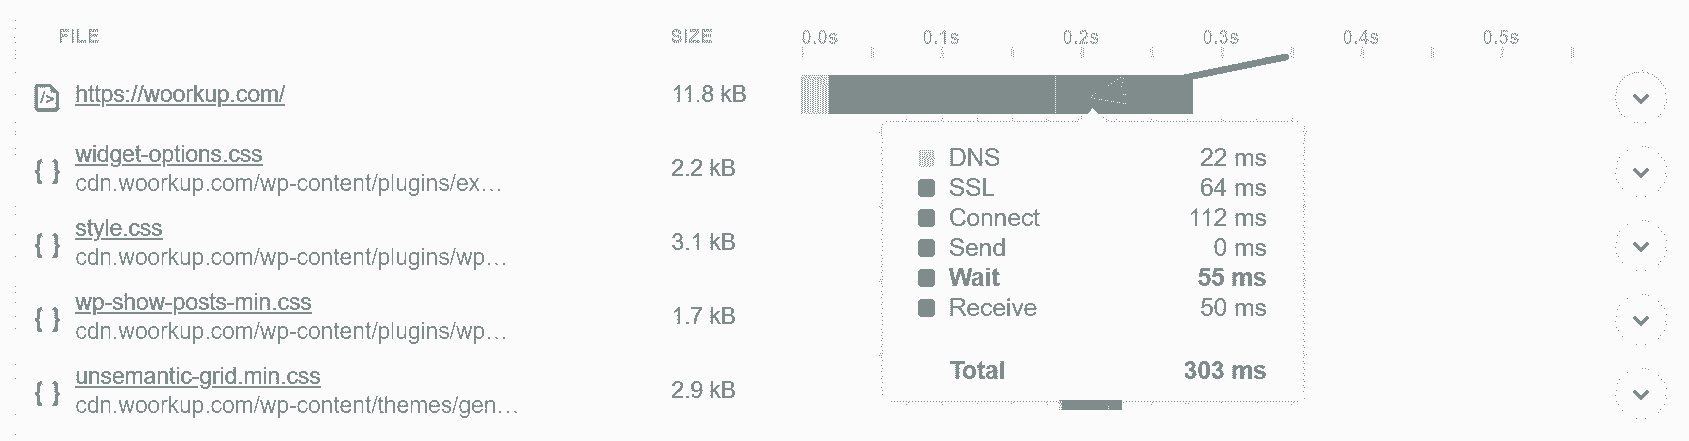 FILE SIZE 0.0s 0.1s 0.2s 0.3s 0.4s 0.5s
https://woorkup.com/ 11.8 kB
widget-options.css
cdn.woorkup.com/wp-content/plugins/ex... 2.2 kB
style.css
cdn.woorkup.com/wp-content/plugins/wp... 3.1 kB
wp-show-posts-min.css
cdn.woorkup.com/wp-content/plugins/wp... 1.7 kB
unsemantic-grid.min.css
cdn.woorkup.com/wp-content/themes/gen... 2.9 kB
DNS 22 ms
SSL 64 ms
Connect 112 ms
Send 0 ms
Wait 55 ms
Receive 50 ms
Total 303 ms